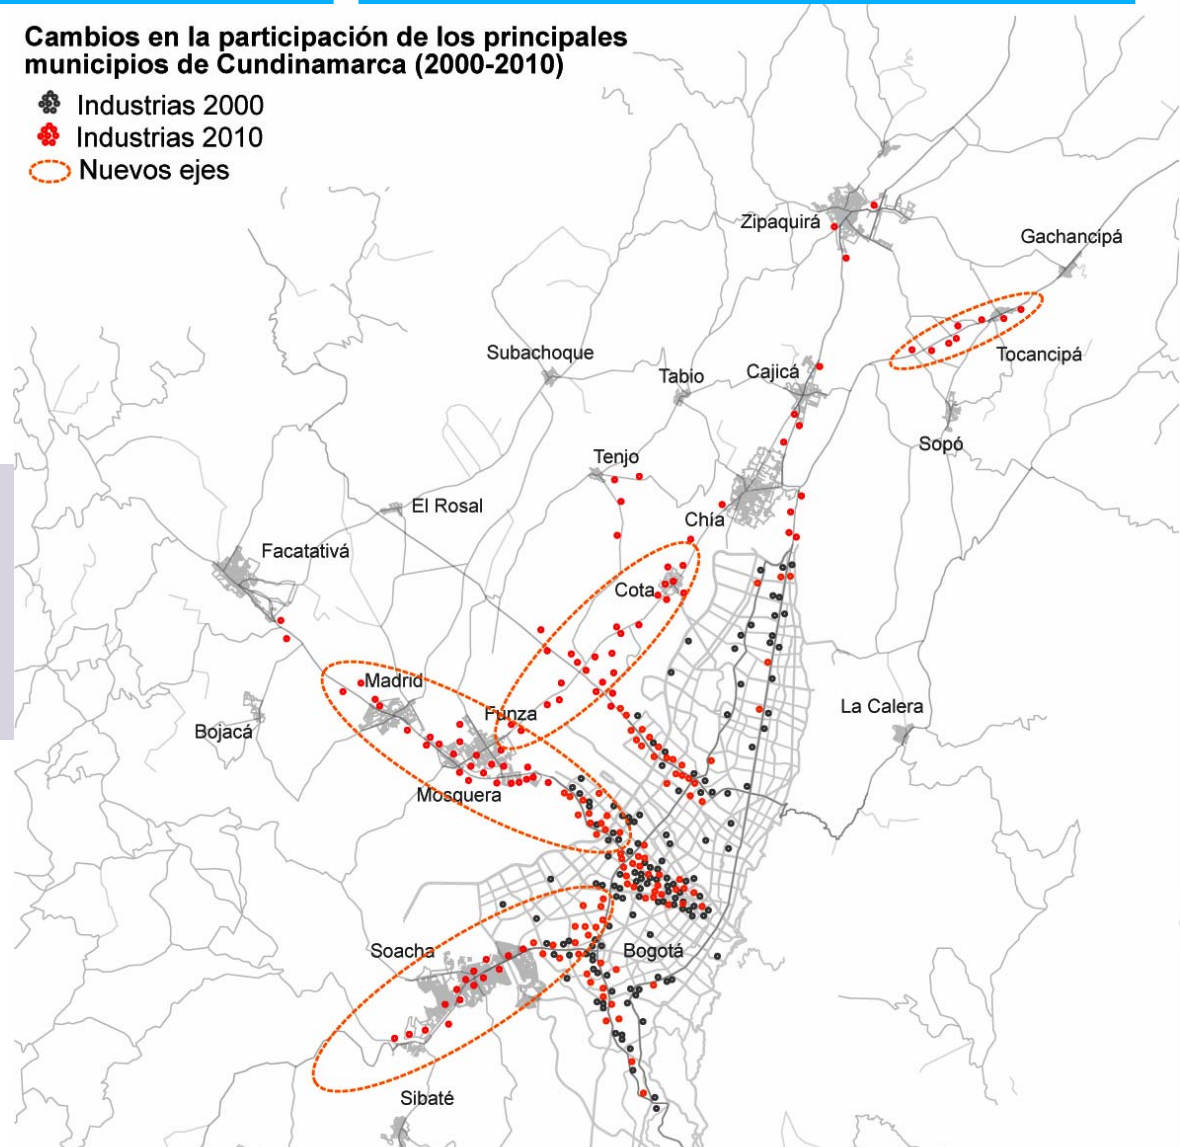 Cambios en la participación de los principales
municipios de Cundinamarca (2000-2010)
Industrias 2000
Industrias 2010
Nuevos ejes
Zipaquirá
Gachancipá
Tocancipá
Subachoque
Tabio
Cajicá
Sopó
Tenjo
El Rosal
Chía
Facatativá
Cota
Madrid
Funza
La Calera
Bojacá
Mosquera
Soacha
Bogotá
Sibaté